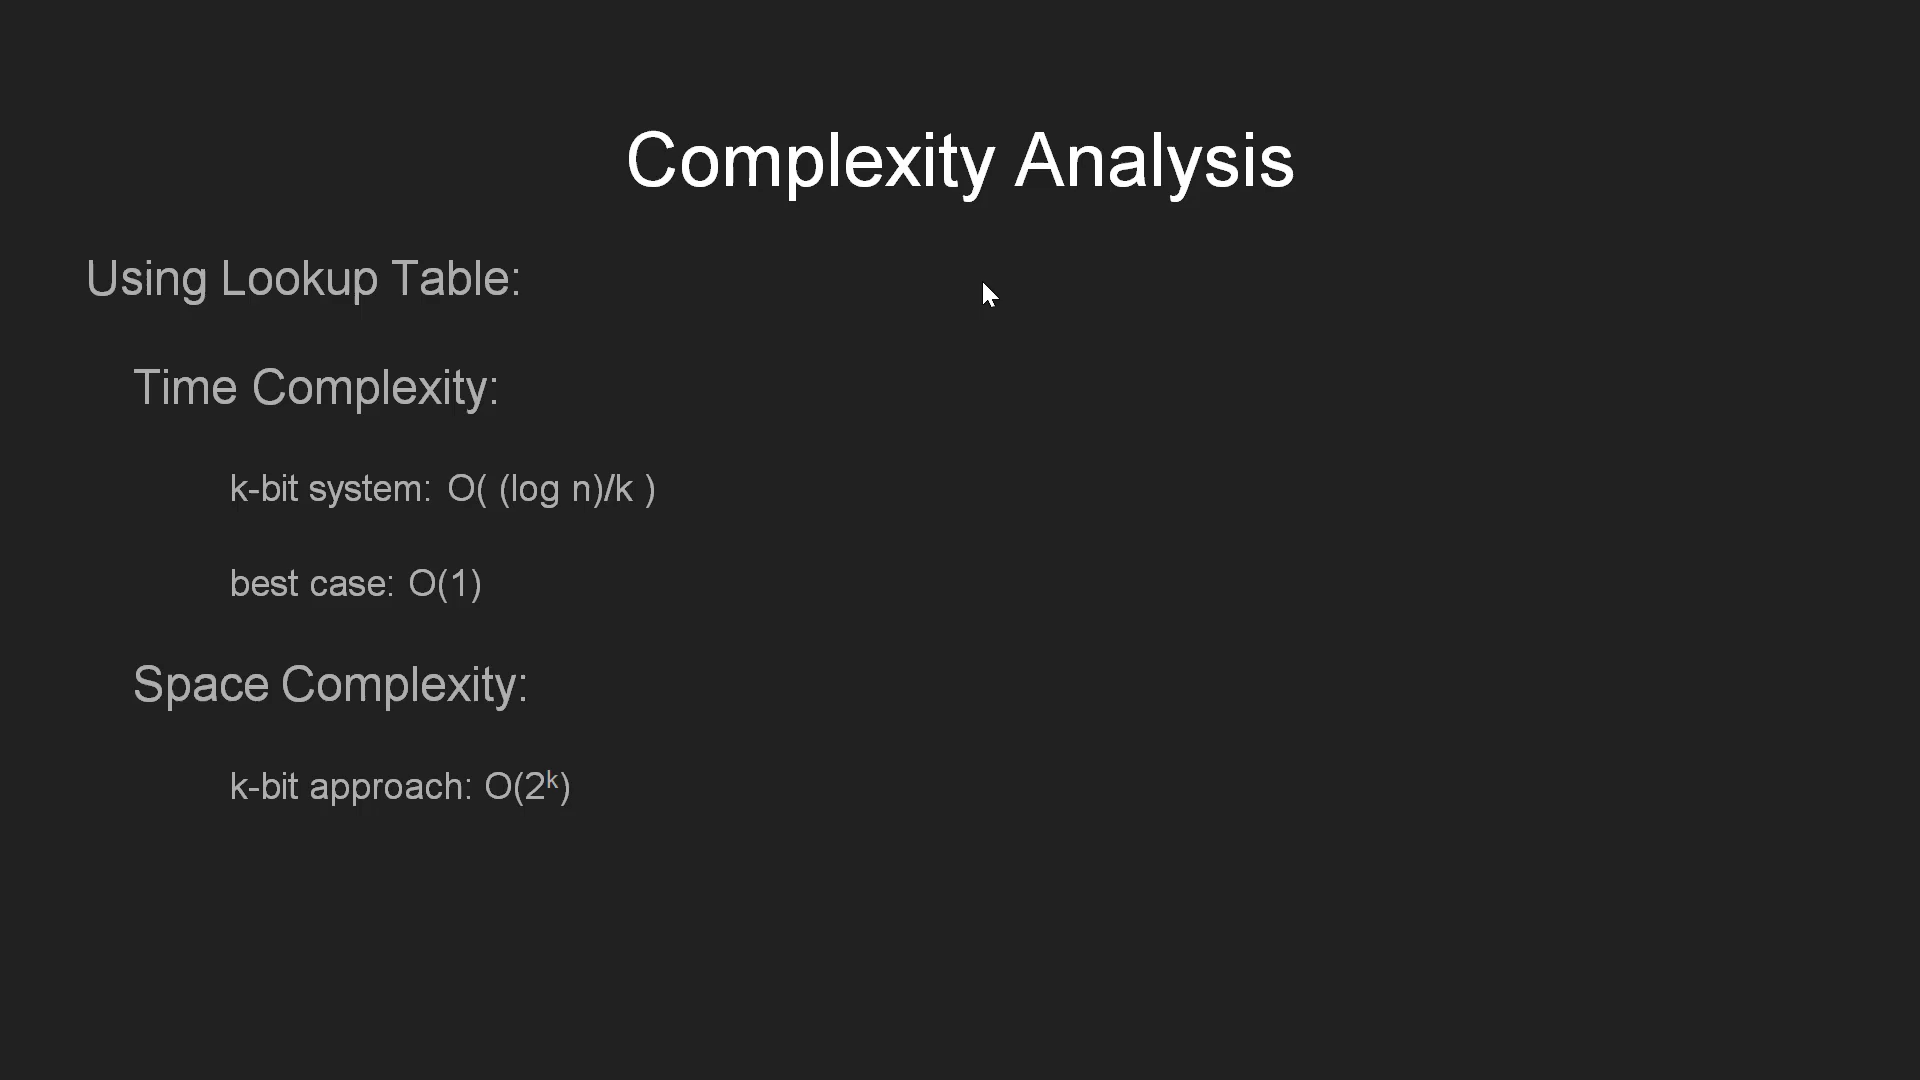 Complexity Analysis
Using Lookup Table:
Time Complexity:
k-bit system: O( (log n)/k )
best case: O(1)
Space Complexity:
k-bit approach: O(2ᵏ)